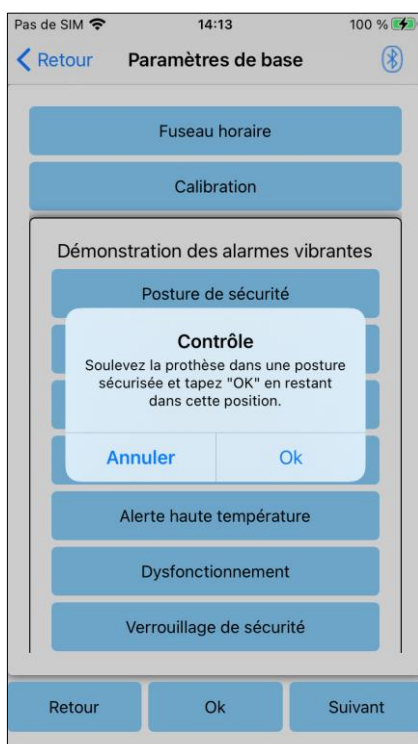 Pas de SIM 14:13 100 %
Retour Paramètres de base
Fuseau horaire
Calibration
Démonstration des alarmes vibrantes
Posture de sécurité
Contrôle
Soulevez la prothèse dans une posture
sécurisée et tapez "OK" en restant
dans cette position.
Annuler Ok
Alerte haute température
Dysfonctionnement
Verrouillage de sécurité
Retour Ok Suivant